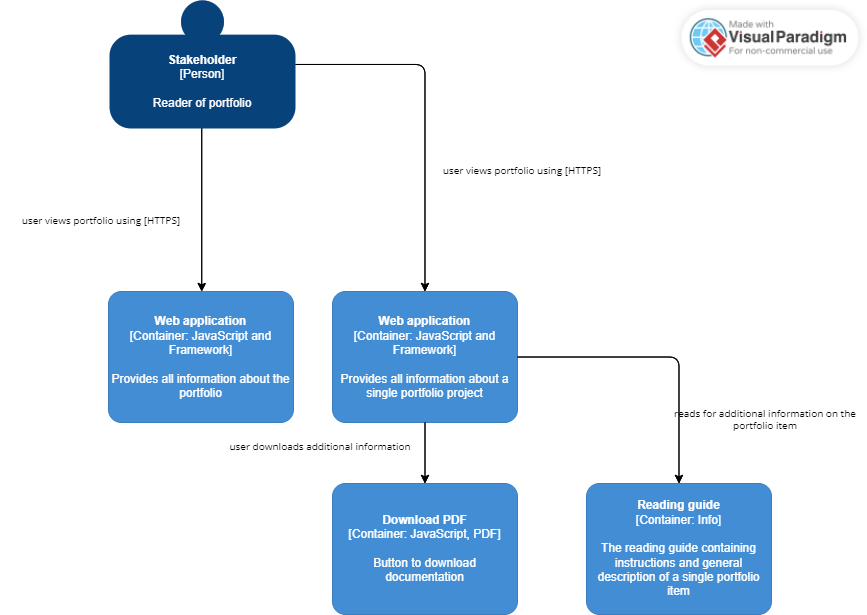 Made with
Visual Paradigm
For non-commercial use
Stakeholder
[Person]
Reader of portfolio
user views portfolio using [HTTPS]
user views portfolio using [HTTPS]
Web application
[Container: JavaScript and
Framework]
Provides all information about the
portfolio
Web application
[Container: JavaScript and
Framework]
Provides all information about a
single portfolio project
reads for additional information on the
portfolio item
user downloads additional information
Download PDF
[Container: JavaScript, PDF]
Button to download
documentation
Reading guide
[Container: Info]
The reading guide containing
instructions and general
description of a single portfolio
item